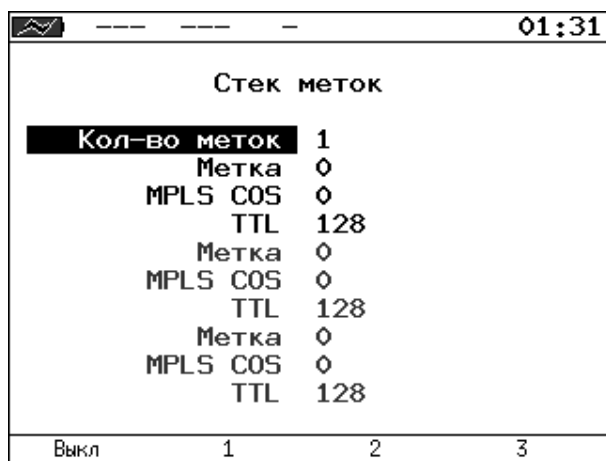 --- --- - 01:31
Стек меток
Кол-во меток 1
Метка 0
MPLS COS 0
TTL 128
Метка 0
MPLS COS 0
TTL 128
Метка 0
MPLS COS 0
TTL 128
Выкл 1 2 3